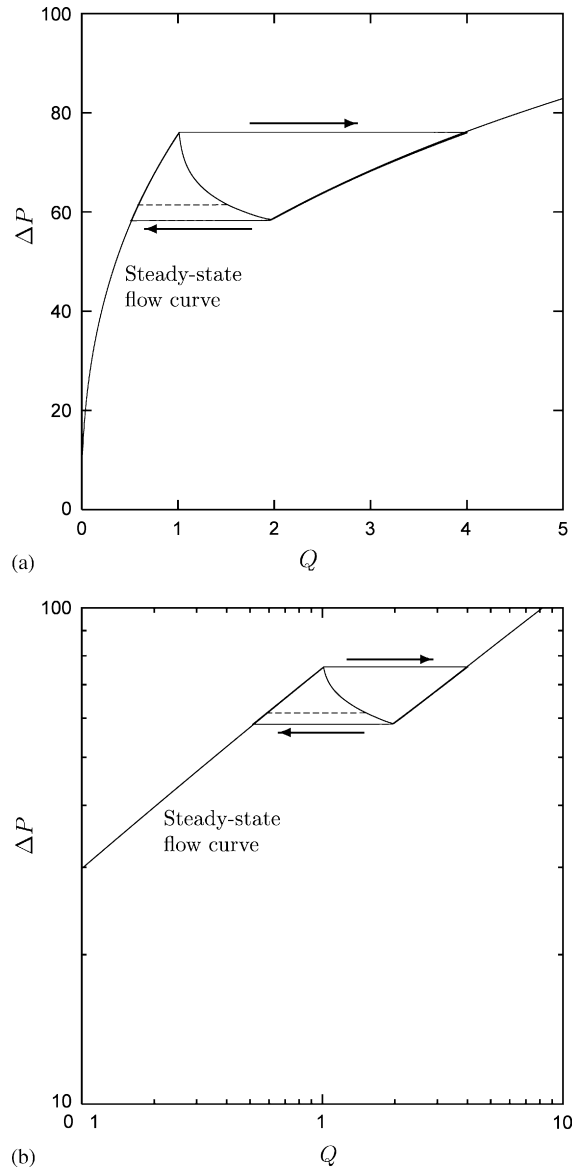 100
80
60
40
20
0
ΔP
Steady-state
flow curve
0 1 2 3 4 5
(a)
Q
100
ΔP
Steady-state
flow curve
10
0 1 1 10
(b)
Q